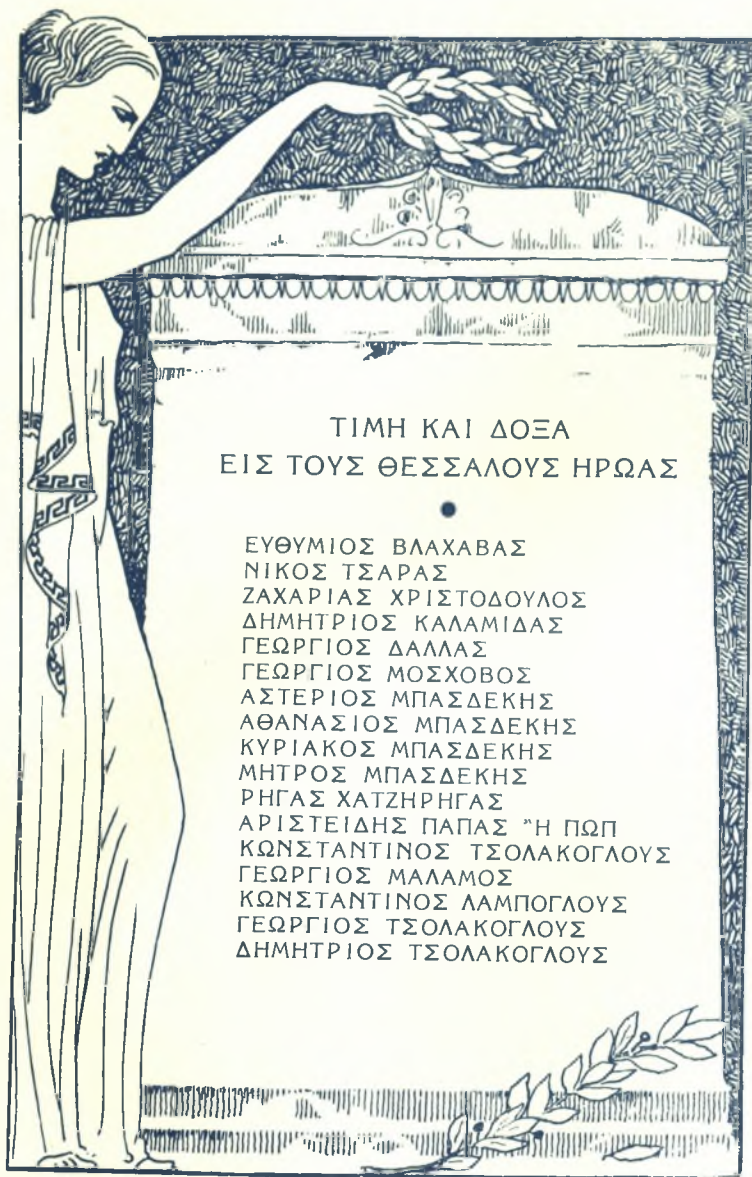 ΤΙΜΗ ΚΑΙ ΔΟΞΑ
ΕΙΣ ΤΟΥΣ ΘΕΣΣΑΛΟΥΣ ΗΡΩΑΣ
ΕΥΘΥΜΙΟΣ ΒΛΑΧΑΒΑΣ
ΝΙΚΟΣ ΤΣΑΡΑΣ
ΖΑΧΑΡΙΑΣ ΧΡΙΣΤΟΔΟΥΛΟΣ
ΔΗΜΗΤΡΙΟΣ ΚΑΛΑΜΙΔΑΣ
ΓΕΩΡΓΙΟΣ ΔΑΛΛΑΣ
ΓΕΩΡΓΙΟΣ ΜΟΣΧΟΒΟΣ
ΑΣΤΕΡΙΟΣ ΜΠΑΣΔΕΚΗΣ
ΑΘΑΝΑΣΙΟΣ ΜΠΑΣΔΕΚΗΣ
ΚΥΡΙΑΚΟΣ ΜΠΑΣΔΕΚΗΣ
ΜΗΤΡΟΣ ΜΠΑΣΔΕΚΗΣ
ΡΗΓΑΣ ΧΑΤΖΗΡΗΓΑΣ
ΑΡΙΣΤΕΙΔΗΣ ΠΑΠΑΣ Ἢ ΠΩΠ
ΚΩΝΣΤΑΝΤΙΝΟΣ ΤΣΟΛΑΚΟΓΛΟΥΣ
ΓΕΩΡΓΙΟΣ ΜΑΛΑΜΟΣ
ΚΩΝΣΤΑΝΤΙΝΟΣ ΛΑΜΠΟΓΛΟΥΣ
ΓΕΩΡΓΙΟΣ ΤΣΟΛΑΚΟΓΛΟΥΣ
ΔΗΜΗΤΡΙΟΣ ΤΣΟΛΑΚΟΓΛΟΥΣ